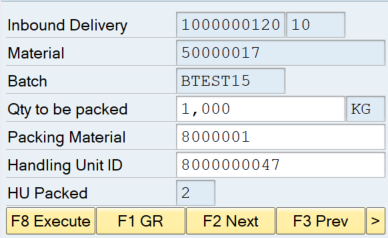 Inbound Delivery 1000000120 10
Material 50000017
Batch BTEST15
Qty to be packed 1,000 KG
Packing Material 8000001
Handling Unit ID 8000000047
HU Packed 2
F8 Execute F1 GR F2 Next F3 Prev >